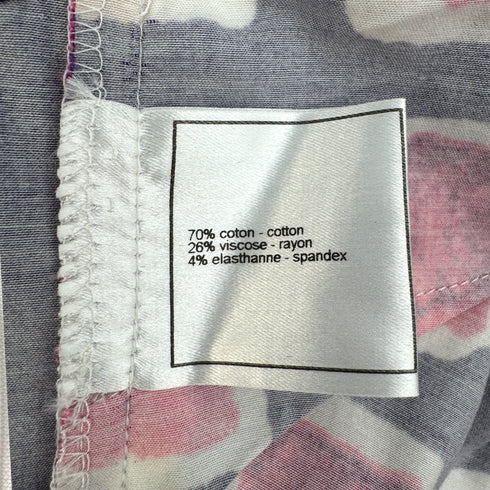 70% coton - cotton
26% viscose - rayon
4% elasthanne - spandex